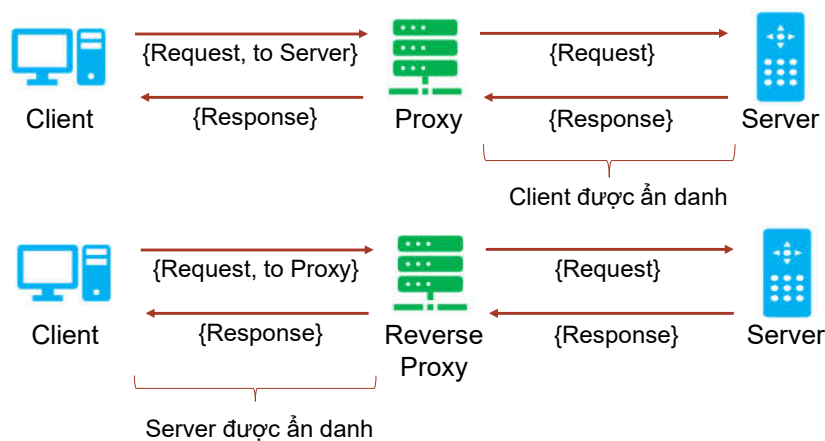 {Request, to Server}
{Request}
Client
{Response}
Proxy
{Response}
Server
Client được ẩn danh
{Request, to Proxy}
{Request}
Client
{Response}
Reverse
Proxy
{Response}
Server
Server được ẩn danh